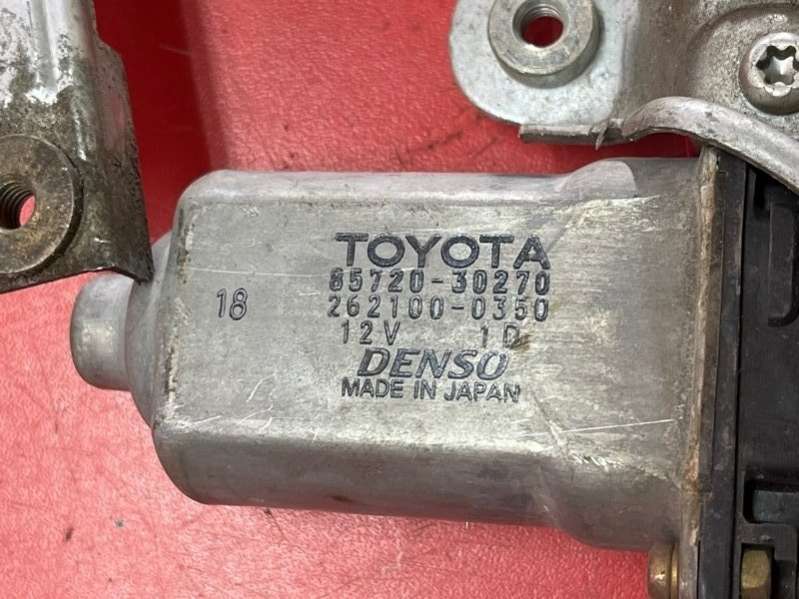 TOYOTA
85720-30270
18
262100-0350
12V 1D
DENSO
MADE IN JAPAN